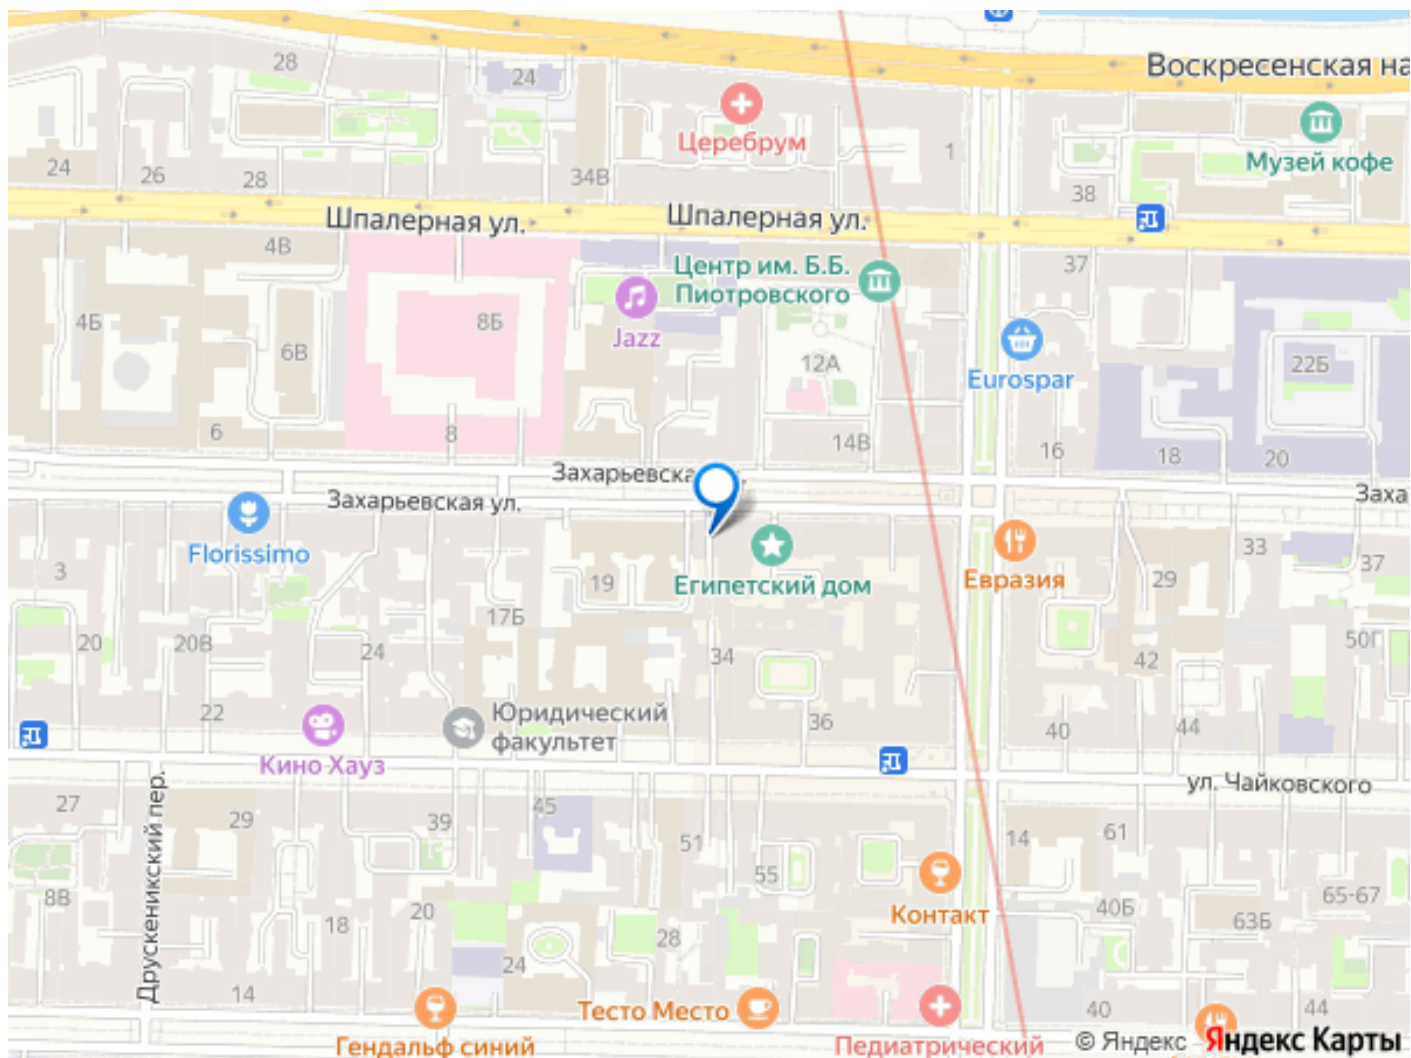 Воскресенская на
28
24
Церебрум
Музей кофе
24
26
28
34В
1
38
Шпалерная ул.
Шпалерная ул.
4В
Центр им. Б.Б.
Пиотровского
37
4Б
8Б
6В
Jazz
12А
Eurospar
22Б
6
8
14В
16
18
20
Захарьевска
Захарьевская ул.
Заха
Florissimo
Египетский дом
Евразия
33
37
3
19
29
17Б
20
20В
24
34
42
50Г
22
Юридический
факультет
36
40
44
Кино Хауз
ул. Чайковского
Друскеникский пер.
27
29
39
45
51
55
14
61
8В
18
20
24
28
Контакт
40Б
63Б
65-67
14
Тесто Место
40
44
Гендальф синий
Педиатрический
© Яндекс Яндекс Карты